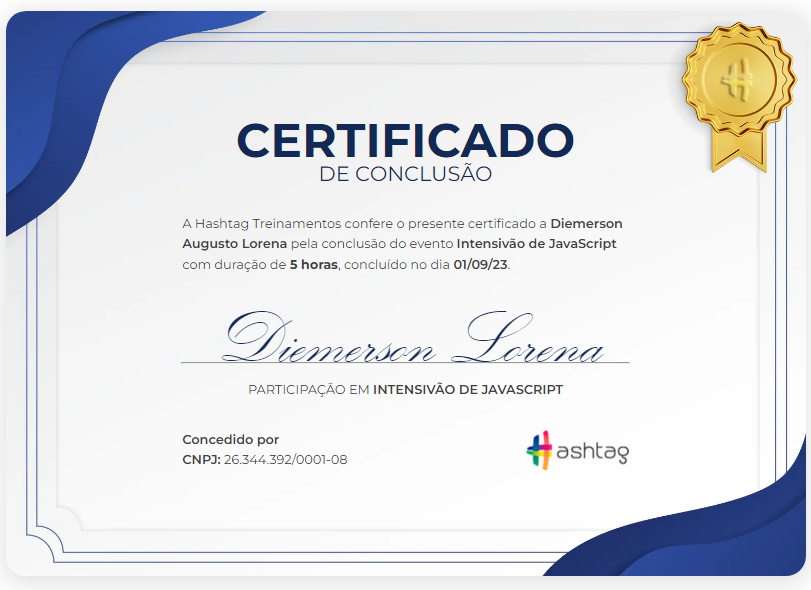 CERTIFICADO
DE CONCLUSÃO
A Hashtag Treinamentos confere o presente certificado a Diemerson
Augusto Lorena pela conclusão do evento Intensivão de JavaScript
com duração de 5 horas, concluído no dia 01/09/23.
Diemerson Lorena
PARTICIPAÇÃO EM INTENSIVÃO DE JAVASCRIPT
Concedido por
CNPJ: 26.344.392/0001-08
Hashtag